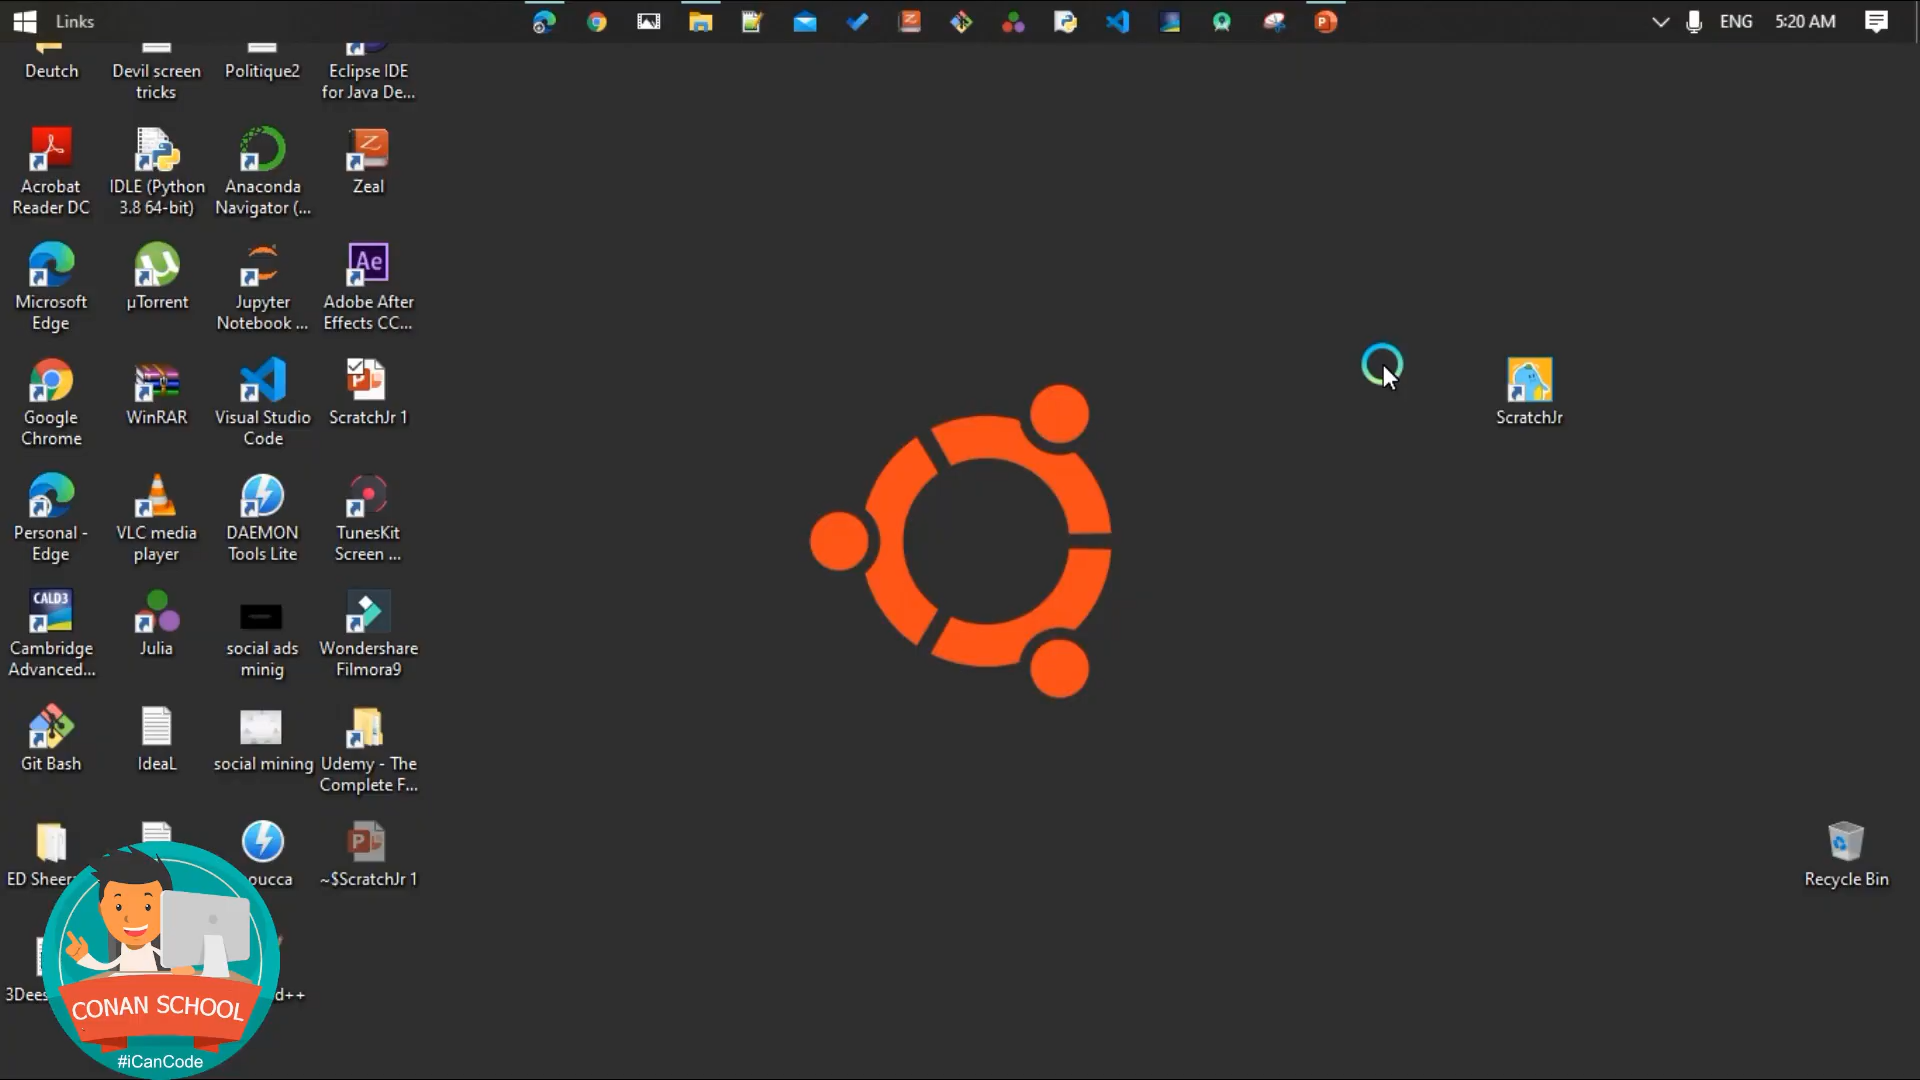 Links
ENG
5:20 AM
Deutch
Devil screen
tricks
Politique2
Eclipse IDE
for Java De...
Acrobat
Reader DC
IDLE (Python
3.8 64-bit)
Anaconda
Navigator (...
Zeal
Microsoft
Edge
µTorrent
Jupyter
Notebook ...
Ae
Adobe After
Effects CC...
Google
Chrome
WinRAR
Visual Studio
Code
ScratchJr 1
ScratchJr
Personal -
Edge
VLC media
player
DAEMON
Tools Lite
TunesKit
Screen ...
CALD3
Cambridge
Advanced...
Julia
social ads
minig
Wondershare
Filmora9
Git Bash
IdeaL
social mining
Udemy - The
Complete F...
ED Sheer
oucca
~$ScratchJr 1
Recycle Bin
3Dees
d++
CONAN SCHOOL
#iCanCode